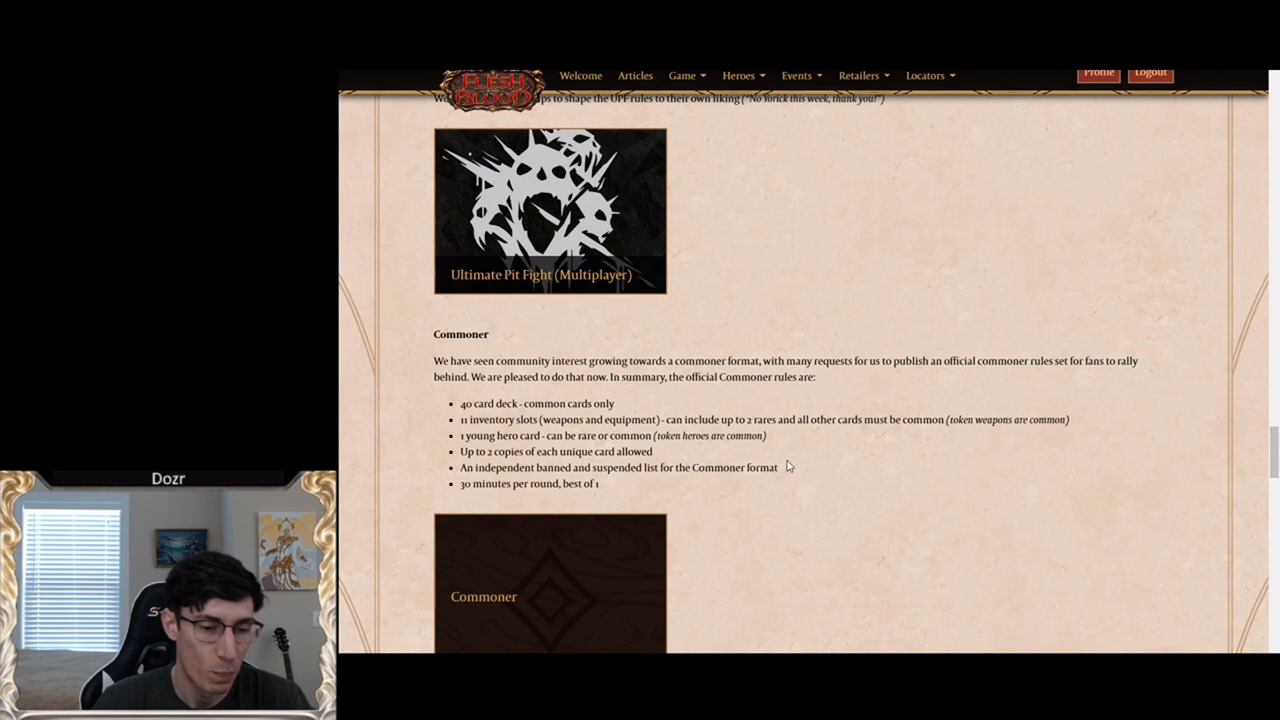 FLESH
AND
BLOOD
Welcome
Articles
Game
Heroes
Events
Retailers
Locators
Profile
Logout
We ps to shape the UPF rules to their own liking ("No Yorick this week, thank you!")
Ultimate Pit Fight (Multiplayer)
Commoner
We have seen community interest growing towards a commoner format, with many requests for us to publish an official commoner rules set for fans to rally
behind. We are pleased to do that now. In summary, the official Commoner rules are:
• 40 card deck - common cards only
• 11 inventory slots (weapons and equipment) - can include up to 2 rares and all other cards must be common (token weapons are common)
• 1 young hero card - can be rare or common (token heroes are common)
• Up to 2 copies of each unique card allowed
• An independent banned and suspended list for the Commoner format
• 30 minutes per round, best of 1
Dozr
Commoner